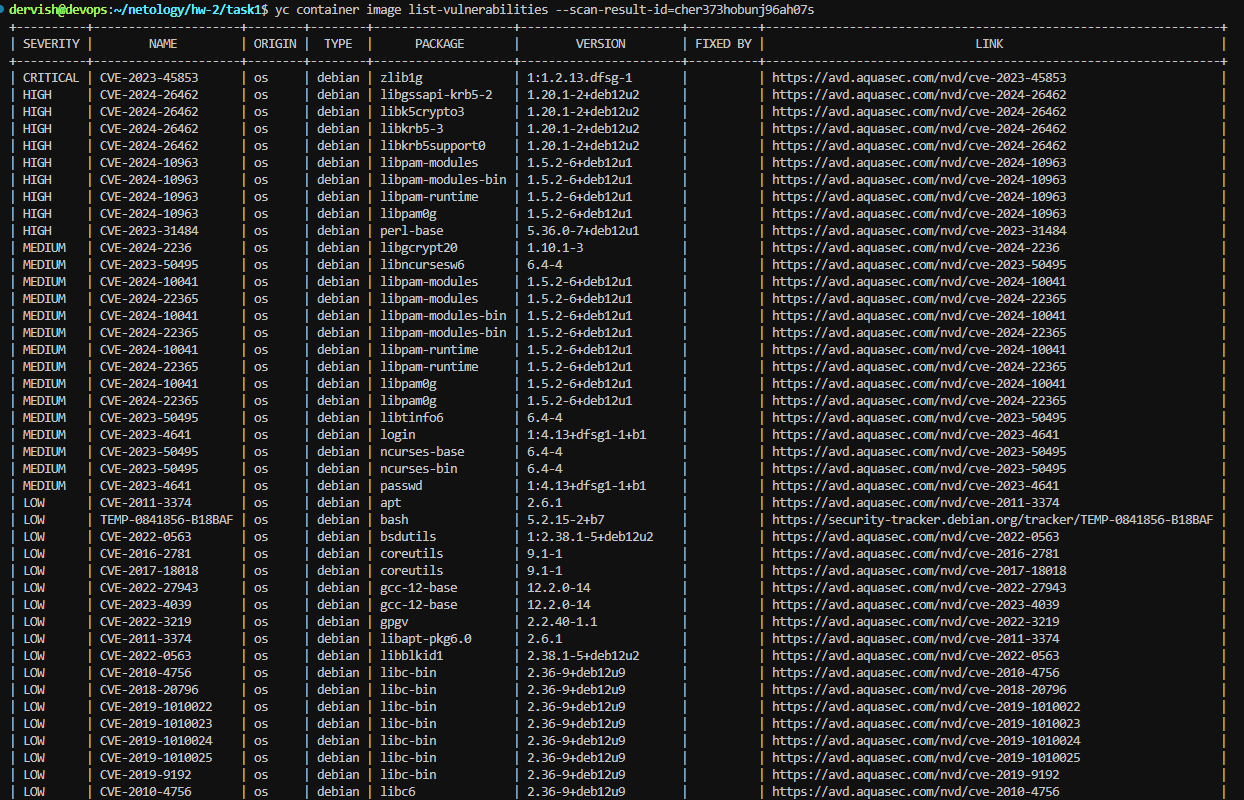 dervish@devops:~/netology/hw-2/task1$ yc container image list-vulnerabilities --scan-result-id=cher373hobunj96ah07s
| SEVERITY | NAME | ORIGIN | TYPE | PACKAGE | VERSION | FIXED BY | LINK |
| CRITICAL | CVE-2023-45853 | os | debian | zlib1g | 1:1.2.13.dfsg-1 | | https://avd.aquasec.com/nvd/cve-2023-45853 |
| HIGH | CVE-2024-26462 | os | debian | libgssapi-krb5-2 | 1.20.1-2+deb12u2 | | https://avd.aquasec.com/nvd/cve-2024-26462 |
| HIGH | CVE-2024-26462 | os | debian | libk5crypto3 | 1.20.1-2+deb12u2 | | https://avd.aquasec.com/nvd/cve-2024-26462 |
| HIGH | CVE-2024-26462 | os | debian | libkrb5-3 | 1.20.1-2+deb12u2 | | https://avd.aquasec.com/nvd/cve-2024-26462 |
| HIGH | CVE-2024-26462 | os | debian | libkrb5support0 | 1.20.1-2+deb12u2 | | https://avd.aquasec.com/nvd/cve-2024-26462 |
| HIGH | CVE-2024-10963 | os | debian | libpam-modules | 1.5.2-6+deb12u1 | | https://avd.aquasec.com/nvd/cve-2024-10963 |
| HIGH | CVE-2024-10963 | os | debian | libpam-modules-bin | 1.5.2-6+deb12u1 | | https://avd.aquasec.com/nvd/cve-2024-10963 |
| HIGH | CVE-2024-10963 | os | debian | libpam-runtime | 1.5.2-6+deb12u1 | | https://avd.aquasec.com/nvd/cve-2024-10963 |
| HIGH | CVE-2024-10963 | os | debian | libpam0g | 1.5.2-6+deb12u1 | | https://avd.aquasec.com/nvd/cve-2024-10963 |
| HIGH | CVE-2023-31484 | os | debian | perl-base | 5.36.0-7+deb12u1 | | https://avd.aquasec.com/nvd/cve-2023-31484 |
| MEDIUM | CVE-2024-2236 | os | debian | libgcrypt20 | 1.10.1-3 | | https://avd.aquasec.com/nvd/cve-2024-2236 |
| MEDIUM | CVE-2023-50495 | os | debian | libncursesw6 | 6.4-4 | | https://avd.aquasec.com/nvd/cve-2023-50495 |
| MEDIUM | CVE-2024-10041 | os | debian | libpam-modules | 1.5.2-6+deb12u1 | | https://avd.aquasec.com/nvd/cve-2024-10041 |
| MEDIUM | CVE-2024-22365 | os | debian | libpam-modules | 1.5.2-6+deb12u1 | | https://avd.aquasec.com/nvd/cve-2024-22365 |
| MEDIUM | CVE-2024-10041 | os | debian | libpam-modules-bin | 1.5.2-6+deb12u1 | | https://avd.aquasec.com/nvd/cve-2024-10041 |
| MEDIUM | CVE-2024-22365 | os | debian | libpam-modules-bin | 1.5.2-6+deb12u1 | | https://avd.aquasec.com/nvd/cve-2024-22365 |
| MEDIUM | CVE-2024-10041 | os | debian | libpam-runtime | 1.5.2-6+deb12u1 | | https://avd.aquasec.com/nvd/cve-2024-10041 |
| MEDIUM | CVE-2024-22365 | os | debian | libpam-runtime | 1.5.2-6+deb12u1 | | https://avd.aquasec.com/nvd/cve-2024-22365 |
| MEDIUM | CVE-2024-10041 | os | debian | libpam0g | 1.5.2-6+deb12u1 | | https://avd.aquasec.com/nvd/cve-2024-10041 |
| MEDIUM | CVE-2024-22365 | os | debian | libpam0g | 1.5.2-6+deb12u1 | | https://avd.aquasec.com/nvd/cve-2024-22365 |
| MEDIUM | CVE-2023-50495 | os | debian | libtinfo6 | 6.4-4 | | https://avd.aquasec.com/nvd/cve-2023-50495 |
| MEDIUM | CVE-2023-4641 | os | debian | login | 1:4.13+dfsg1-1+b1 | | https://avd.aquasec.com/nvd/cve-2023-4641 |
| MEDIUM | CVE-2023-50495 | os | debian | ncurses-base | 6.4-4 | | https://avd.aquasec.com/nvd/cve-2023-50495 |
| MEDIUM | CVE-2023-50495 | os | debian | ncurses-bin | 6.4-4 | | https://avd.aquasec.com/nvd/cve-2023-50495 |
| MEDIUM | CVE-2023-4641 | os | debian | passwd | 1:4.13+dfsg1-1+b1 | | https://avd.aquasec.com/nvd/cve-2023-4641 |
| LOW | CVE-2011-3374 | os | debian | apt | 2.6.1 | | https://avd.aquasec.com/nvd/cve-2011-3374 |
| LOW | TEMP-0841856-B18BAF | os | debian | bash | 5.2.15-2+b7 | | https://security-tracker.debian.org/tracker/TEMP-0841856-B18BAF |
| LOW | CVE-2022-0563 | os | debian | bsdutils | 1:2.38.1-5+deb12u2 | | https://avd.aquasec.com/nvd/cve-2022-0563 |
| LOW | CVE-2016-2781 | os | debian | coreutils | 9.1-1 | | https://avd.aquasec.com/nvd/cve-2016-2781 |
| LOW | CVE-2017-18018 | os | debian | coreutils | 9.1-1 | | https://avd.aquasec.com/nvd/cve-2017-18018 |
| LOW | CVE-2022-27943 | os | debian | gcc-12-base | 12.2.0-14 | | https://avd.aquasec.com/nvd/cve-2022-27943 |
| LOW | CVE-2023-4039 | os | debian | gcc-12-base | 12.2.0-14 | | https://avd.aquasec.com/nvd/cve-2023-4039 |
| LOW | CVE-2022-3219 | os | debian | gpgv | 2.2.40-1.1 | | https://avd.aquasec.com/nvd/cve-2022-3219 |
| LOW | CVE-2011-3374 | os | debian | libapt-pkg6.0 | 2.6.1 | | https://avd.aquasec.com/nvd/cve-2011-3374 |
| LOW | CVE-2022-0563 | os | debian | libblkid1 | 2.38.1-5+deb12u2 | | https://avd.aquasec.com/nvd/cve-2022-0563 |
| LOW | CVE-2010-4756 | os | debian | libc-bin | 2.36-9+deb12u9 | | https://avd.aquasec.com/nvd/cve-2010-4756 |
| LOW | CVE-2018-20796 | os | debian | libc-bin | 2.36-9+deb12u9 | | https://avd.aquasec.com/nvd/cve-2018-20796 |
| LOW | CVE-2019-1010022 | os | debian | libc-bin | 2.36-9+deb12u9 | | https://avd.aquasec.com/nvd/cve-2019-1010022 |
| LOW | CVE-2019-1010023 | os | debian | libc-bin | 2.36-9+deb12u9 | | https://avd.aquasec.com/nvd/cve-2019-1010023 |
| LOW | CVE-2019-1010024 | os | debian | libc-bin | 2.36-9+deb12u9 | | https://avd.aquasec.com/nvd/cve-2019-1010024 |
| LOW | CVE-2019-1010025 | os | debian | libc-bin | 2.36-9+deb12u9 | | https://avd.aquasec.com/nvd/cve-2019-1010025 |
| LOW | CVE-2019-9192 | os | debian | libc-bin | 2.36-9+deb12u9 | | https://avd.aquasec.com/nvd/cve-2019-9192 |
| LOW | CVE-2010-4756 | os | debian | libc6 | 2.36-9+deb12u9 | | https://avd.aquasec.com/nvd/cve-2010-4756 |